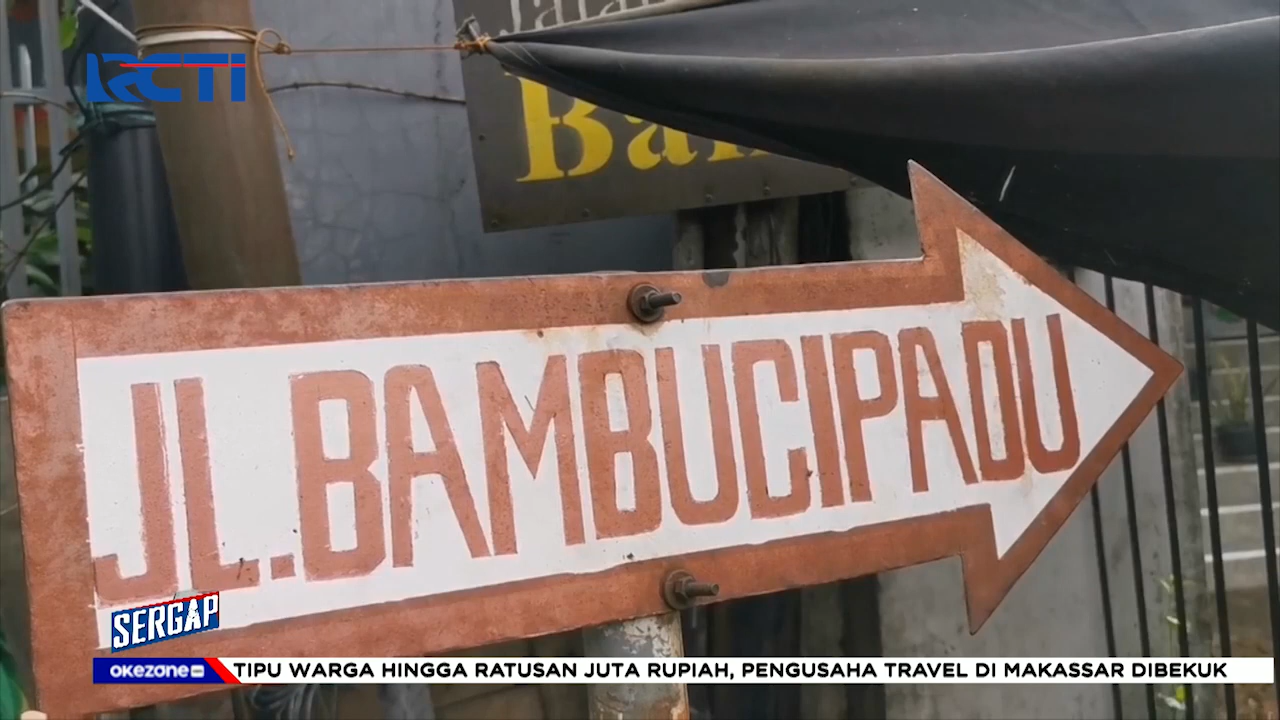 RCTI
Ba
JL.BAMBUCIPADU
SERGAP
OKEZONE TIPU WARGA HINGGA RATUSAN JUTA RUPIAH, PENGUSAHA TRAVEL DI MAKASSAR DIBEKUK